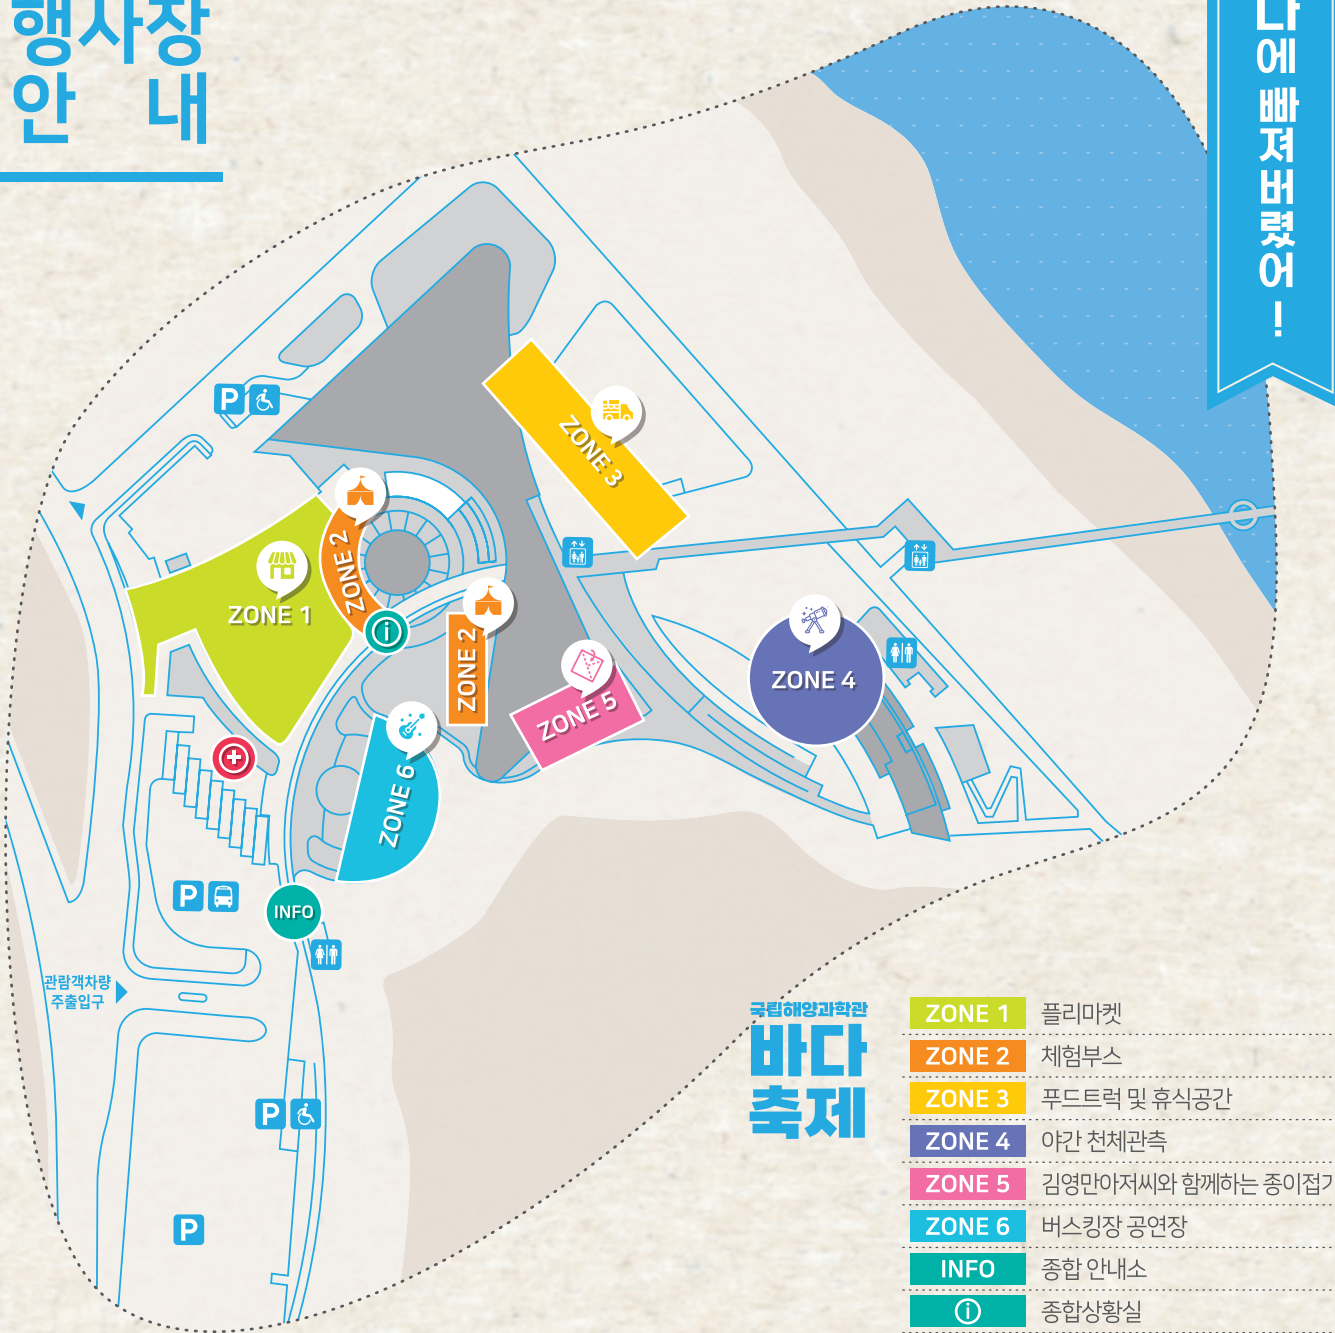 행사장
안 내
다에 빠져버렸어!
P
ZONE 3
ZONE 2
ZONE 1
i
ZONE 2
ZONE 4
ZONE 5
ZONE 6
P
INFO
관람객차량
주출입구
P
P
국립해양과학관
바다
축제
ZONE 1 플리마켓
ZONE 2 체험부스
ZONE 3 푸드트럭 및 휴식공간
ZONE 4 야간 천체관측
ZONE 5 김영만아저씨와 함께하는 종이접기
ZONE 6 버스킹장 공연장
INFO 종합 안내소
i 종합상황실